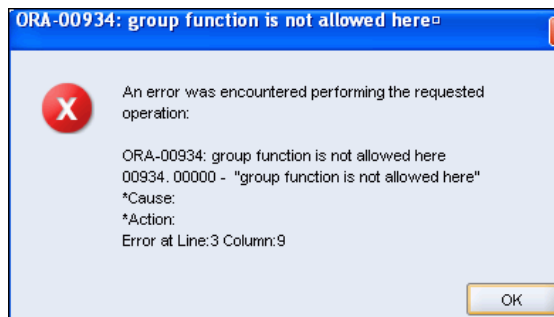 ORA-00934: group function is not allowed here¤
An error was encountered performing the requested
operation:
ORA-00934: group function is not allowed here
00934. 00000 - "group function is not allowed here"
*Cause:
*Action:
Error at Line:3 Column:9
OK